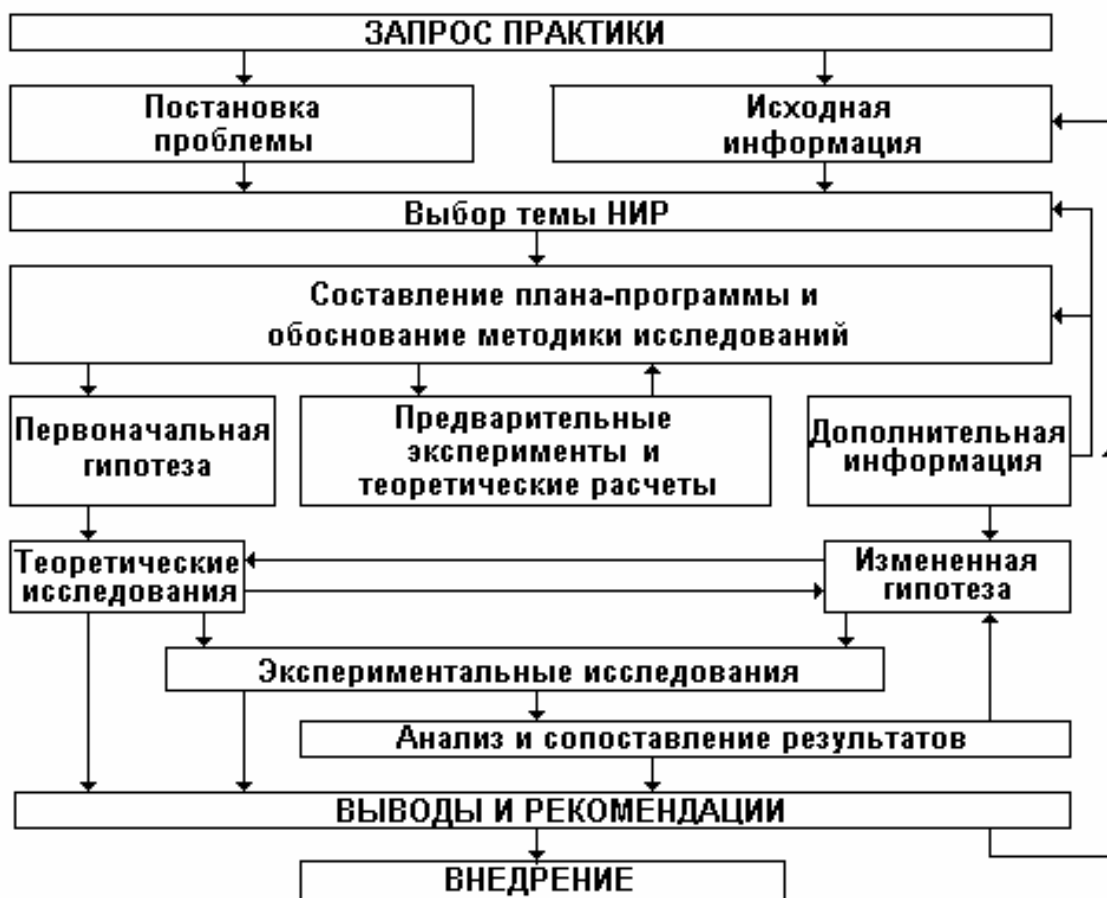 ЗАПРОС ПРАКТИКИ
Постановка
проблемы
Исходная
информация
Выбор темы НИР
Составление плана-программы и
обоснование методики исследований
Первоначальная
гипотеза
Предварительные
эксперименты и
теоретические расчеты
Дополнительная
информация
Теоретические
исследования
Измененная
гипотеза
Экспериментальные исследования
Анализ и сопоставление результатов
ВЫВОДЫ И РЕКОМЕНДАЦИИ
ВНЕДРЕНИЕ